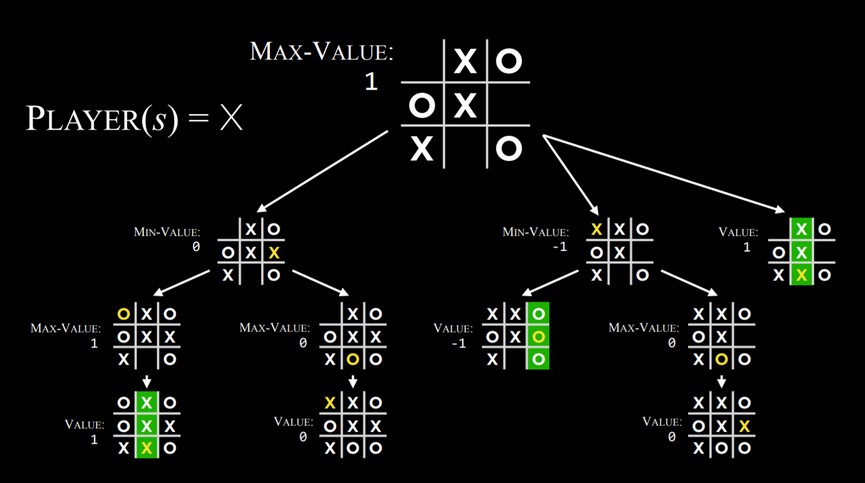 MAX-VALUE:
1
X O
O X
X O
PLAYER(s) = X
MIN-VALUE:
0
X O
O X X
X O
MIN-VALUE:
-1
X X O
O X
X O
VALUE:
1
X O
O X
X X O
MAX-VALUE:
1
O X O
O X X
X O
MAX-VALUE:
0
X O
O X X
X O O
VALUE:
-1
X X O
O X O
X O
MAX-VALUE:
0
X X O
O X
X O O
VALUE:
1
O X O
O X X
X X O
VALUE:
0
X X O
O X X
X O O
VALUE:
0
X X O
O X X
X O O